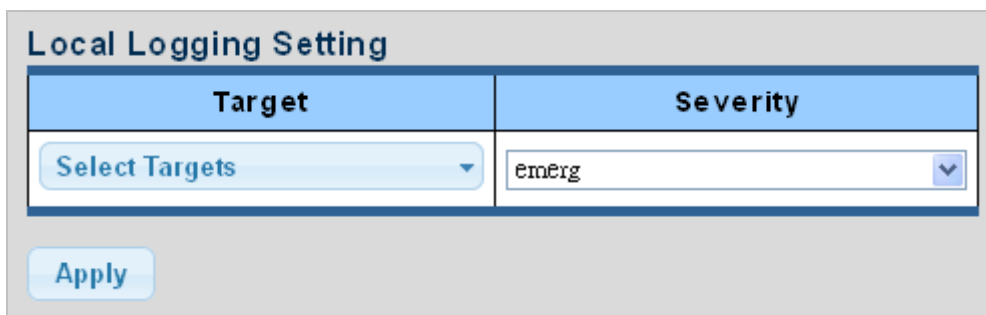 Local Logging Setting
Target Severity
Select Targets emerg
Apply